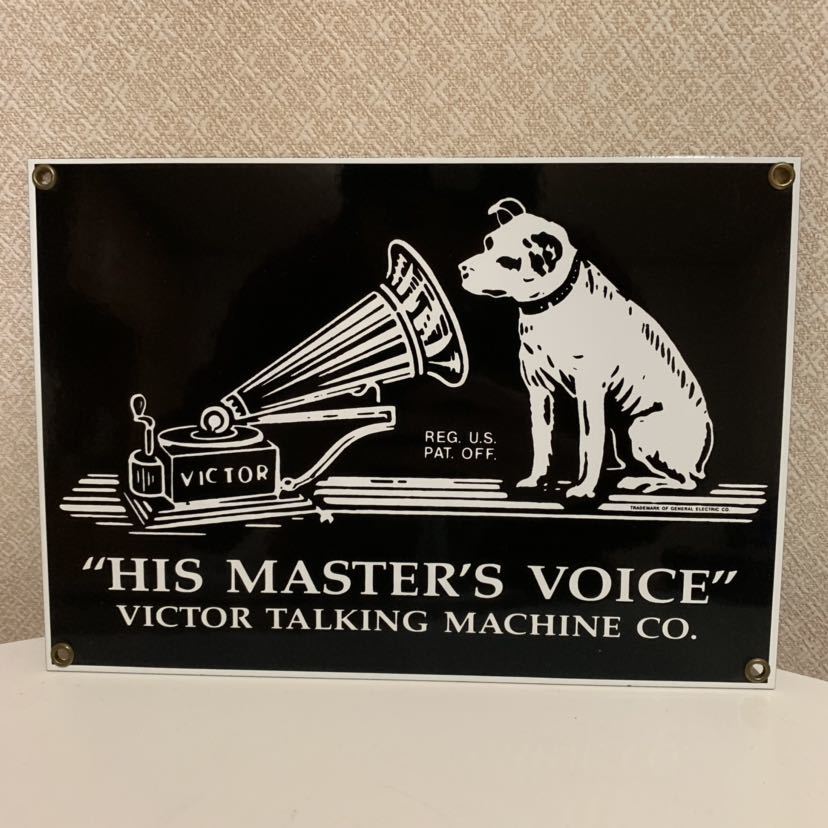 REG. U.S.
PAT. OFF.
VICTOR
TRADEMARK OF GENERAL ELECTRIC CO.
"HIS MASTER'S VOICE"
VICTOR TALKING MACHINE CO.